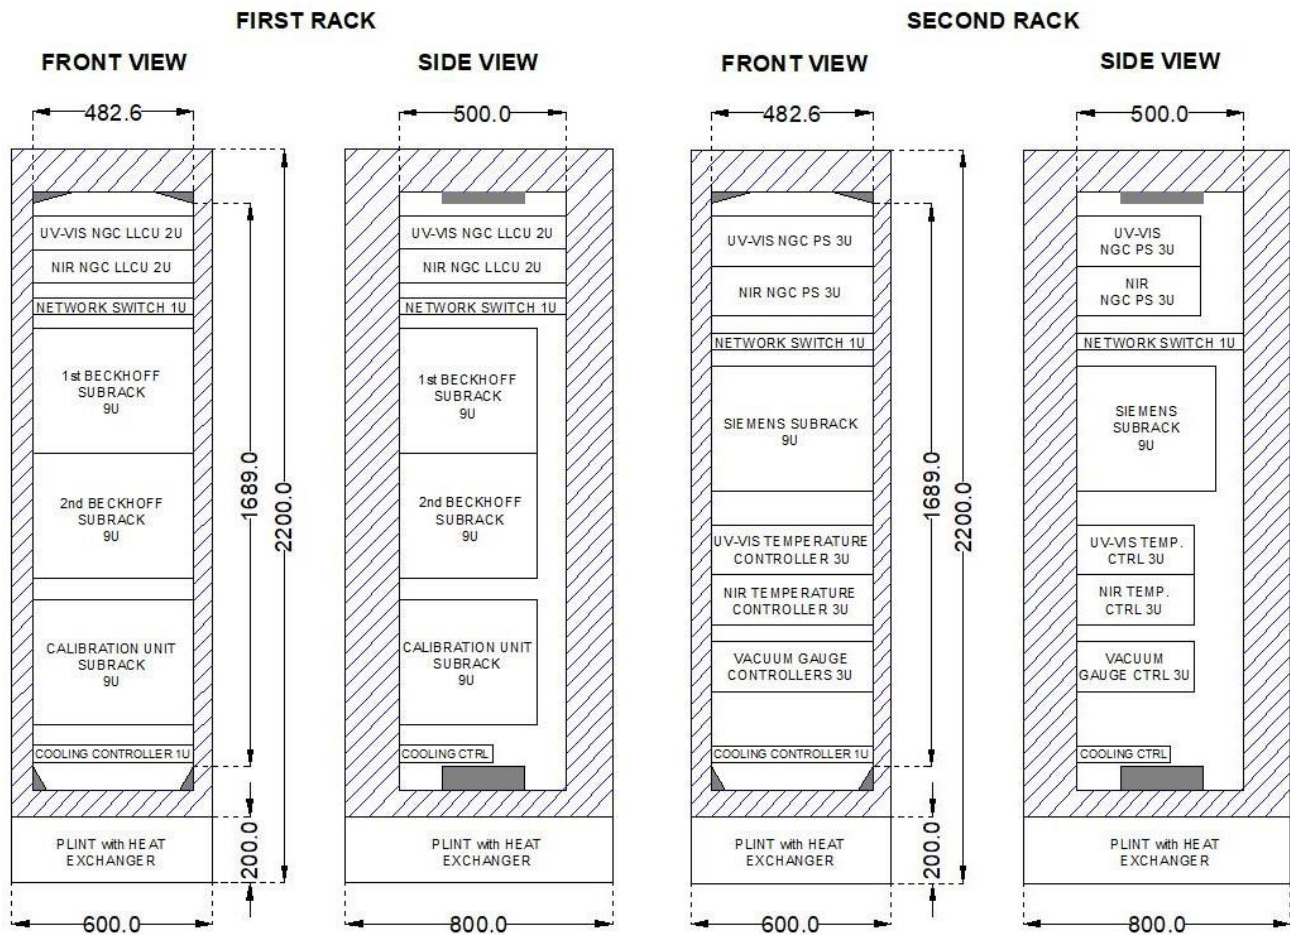 FIRST RACK
SECOND RACK
FRONT VIEW
SIDE VIEW
FRONT VIEW
SIDE VIEW
482.6
500.0
482.6
500.0
UV-VIS NGC LLCU 2U
NIR NGC LLCU 2U
NETWORK SWITCH 1U
1st BECKHOFF
SUBRACK
9U
2nd BECKHOFF
SUBRACK
9U
CALIBRATION UNIT
SUBRACK
9U
COOLING CONTROLLER 1U
PLINT with HEAT
EXCHANGER
600.0
1689.0
2200.0
200.0
UV-VIS NGC LLCU 2U
NIR NGC LLCU 2U
NETWORK SWITCH 1U
1st BECKHOFF
SUBRACK
9U
2nd BECKHOFF
SUBRACK
9U
CALIBRATION UNIT
SUBRACK
9U
COOLING CTRL
PLINT with HEAT
EXCHANGER
800.0
UV-VIS NGC PS 3U
NIR NGC PS 3U
NETWORK SWITCH 1U
SIEMENS SUBRACK
9U
UV-VIS TEMPERATURE
CONTROLLER 3U
NIR TEMPERATURE
CONTROLLER 3U
VACUUM GAUGE
CONTROLLERS 3U
COOLING CONTROLLER 1U
PLINT with HEAT
EXCHANGER
600.0
1689.0
2200.0
200.0
UV-VIS
NGC PS 3U
NIR
NGC PS 3U
NETWORK SWITCH 1U
SIEMENS
SUBRACK
9U
UV-VIS TEMP.
CTRL 3U
NIR TEMP.
CTRL 3U
VACUUM
GAUGE CTRL 3U
COOLING CTRL
PLINT with HEAT
EXCHANGER
800.0